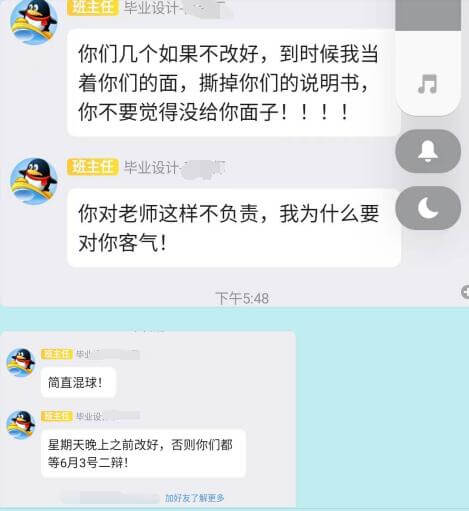 班主任 毕业设计-
你们几个如果不改好，到时候我当
着你们的面，撕掉你们的说明书，
你不要觉得没给你面子！！！！
班主任 毕业设计-
你对老师这样不负责，我为什么要
对你客气！
下午5:48
班主任 毕业
简直混球！
班主任 毕业设
星期天晚上之前改好，否则你们都
等6月3号二辩！
加好友了解更多